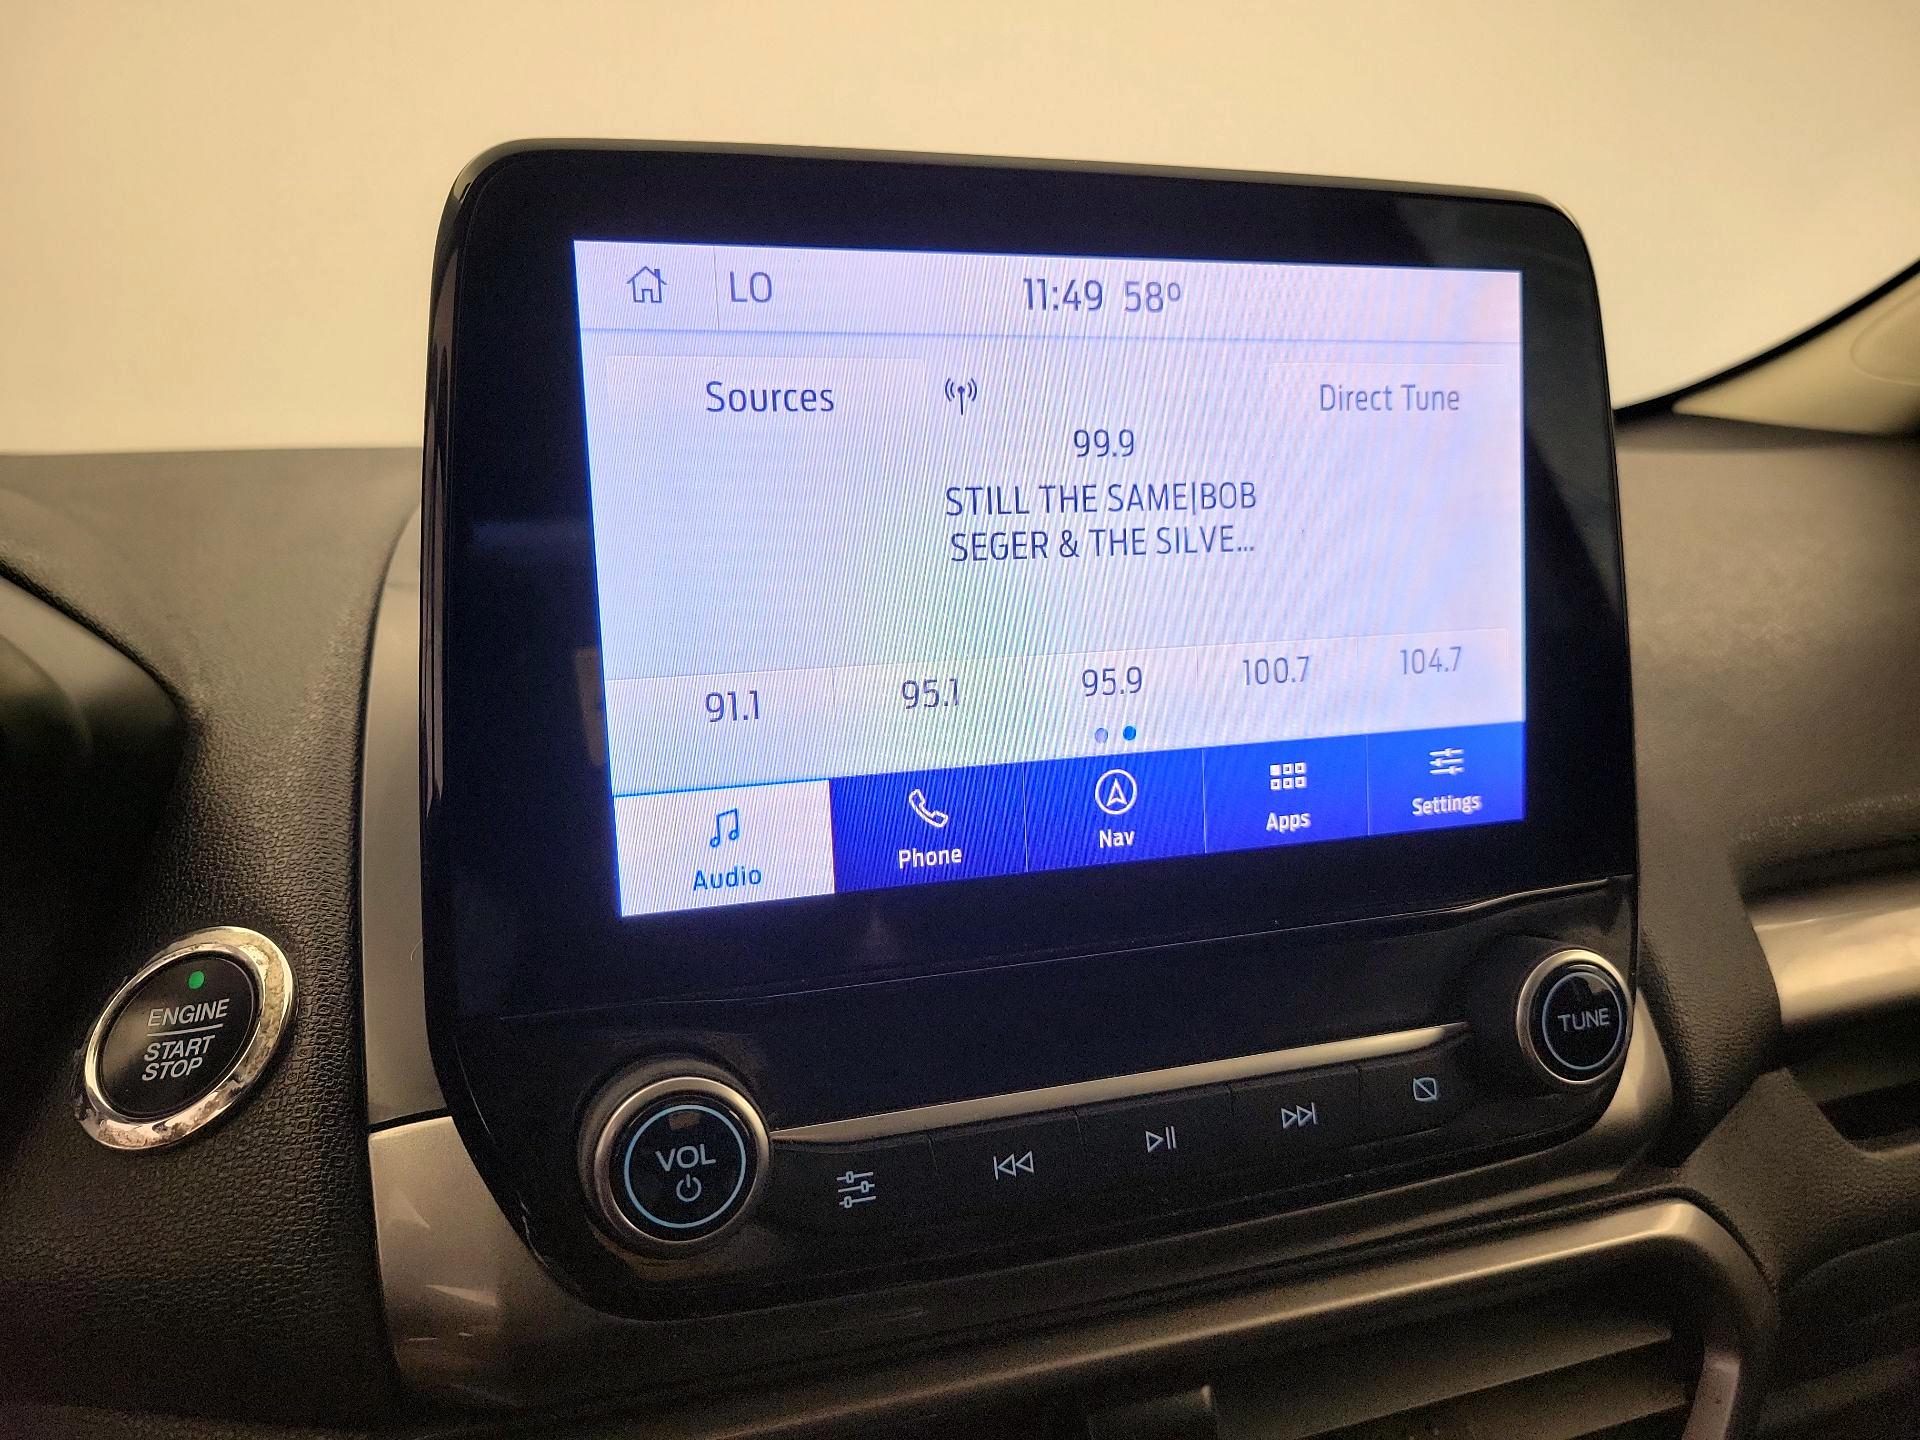 LO 11:49 58°
Sources Direct Tune
99.9
STILL THE SAME|BOB
SEGER & THE SILVE...
91.1 95.1 95.9 100.7 104.7
Audio Phone Nav Apps Settings
ENGINE
START
STOP
VOL
TUNE